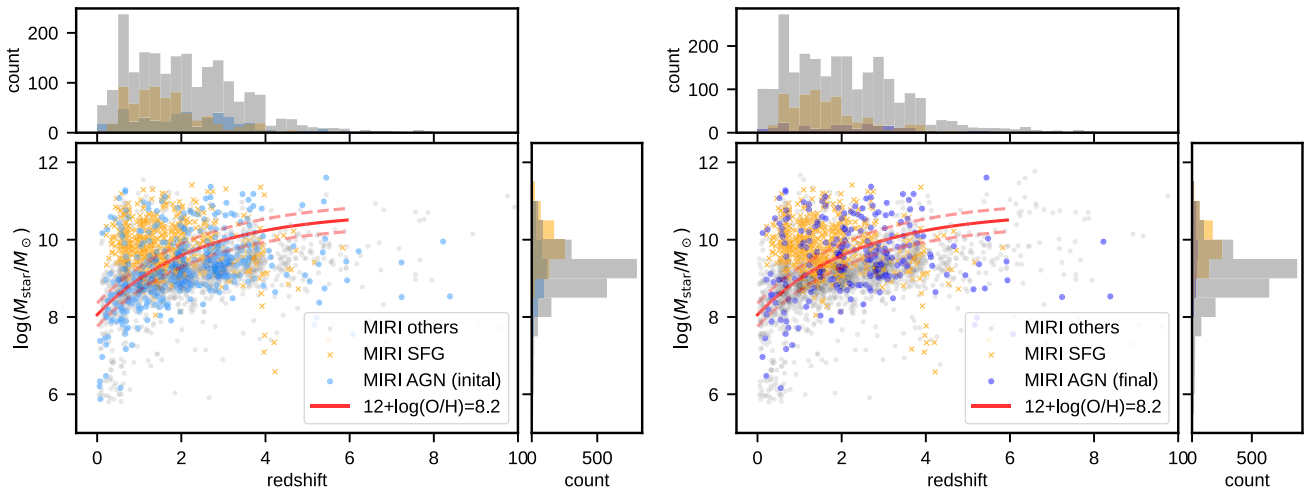 200
100
0
count
12
10
8
6
log(M_star/M_⊙)
0 2 4 6 8 10
redshift
0 500
count
MIRI others
MIRI SFG
MIRI AGN (inital)
12+log(O/H)=8.2
200
100
0
count
12
10
8
6
log(M_star/M_⊙)
0 2 4 6 8 10
redshift
0 500
count
MIRI others
MIRI SFG
MIRI AGN (final)
12+log(O/H)=8.2